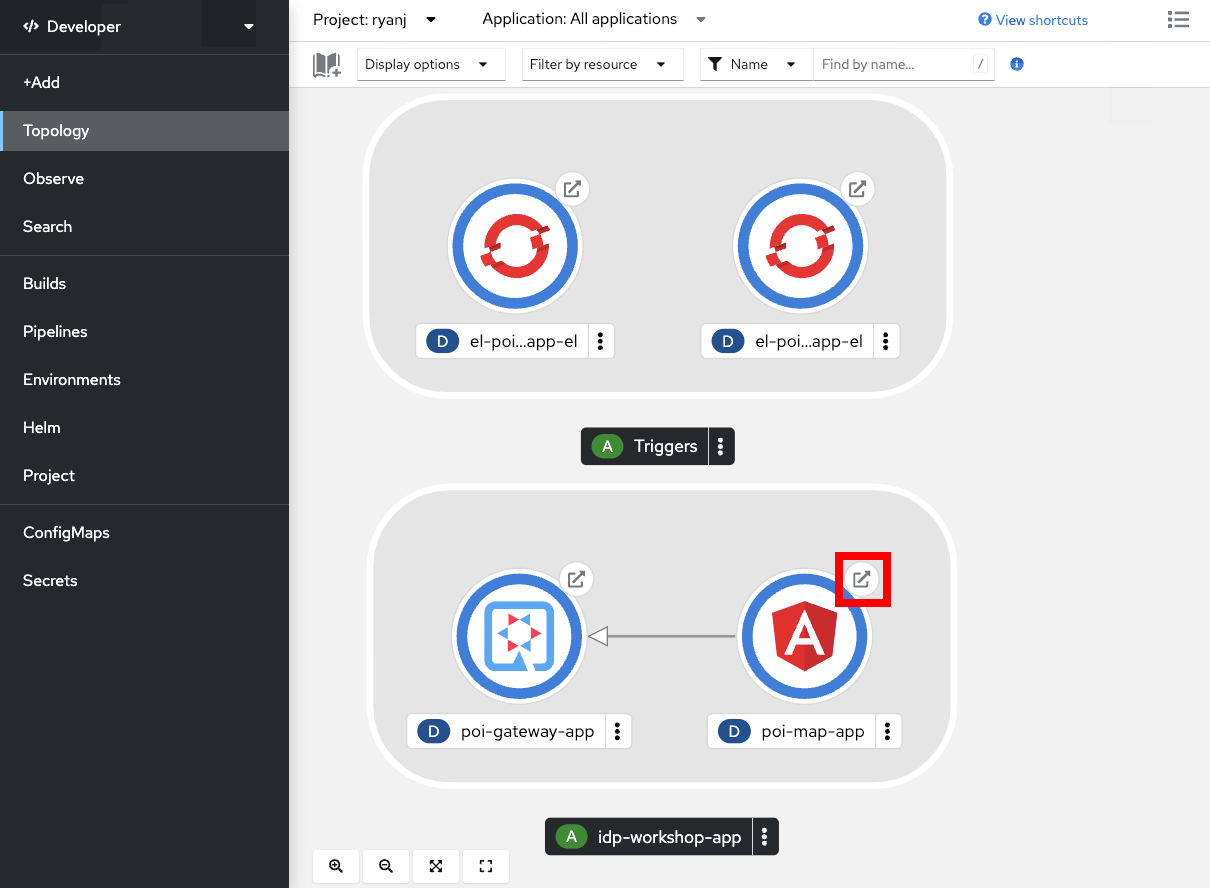 Developer
Project: ryanj
Application: All applications
View shortcuts
Display options
Filter by resource
Name
Find by name...
/
+Add
Topology
Observe
Search
Builds
Pipelines
Environments
Helm
Project
ConfigMaps
Secrets
D el-poi...app-el
D el-poi...app-el
A Triggers
D poi-gateway-app
D poi-map-app
A idp-workshop-app